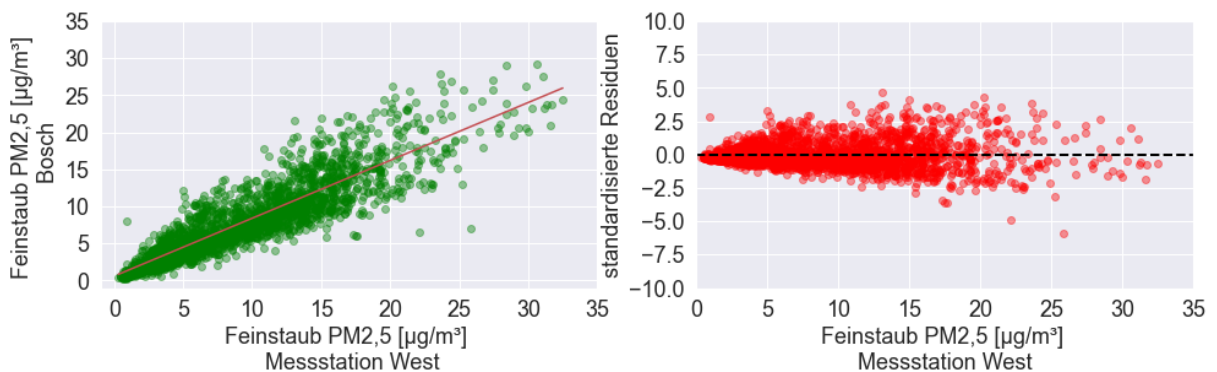 35
30
25
20
15
10
5
0
Feinstaub PM2,5 [µg/m³]
Bosch
0 5 10 15 20 25 30 35
Feinstaub PM2,5 [µg/m³]
Messstation West
10.0
7.5
5.0
2.5
0.0
−2.5
−5.0
−7.5
−10.0
standardisierte Residuen
0 5 10 15 20 25 30 35
Feinstaub PM2,5 [µg/m³]
Messstation West